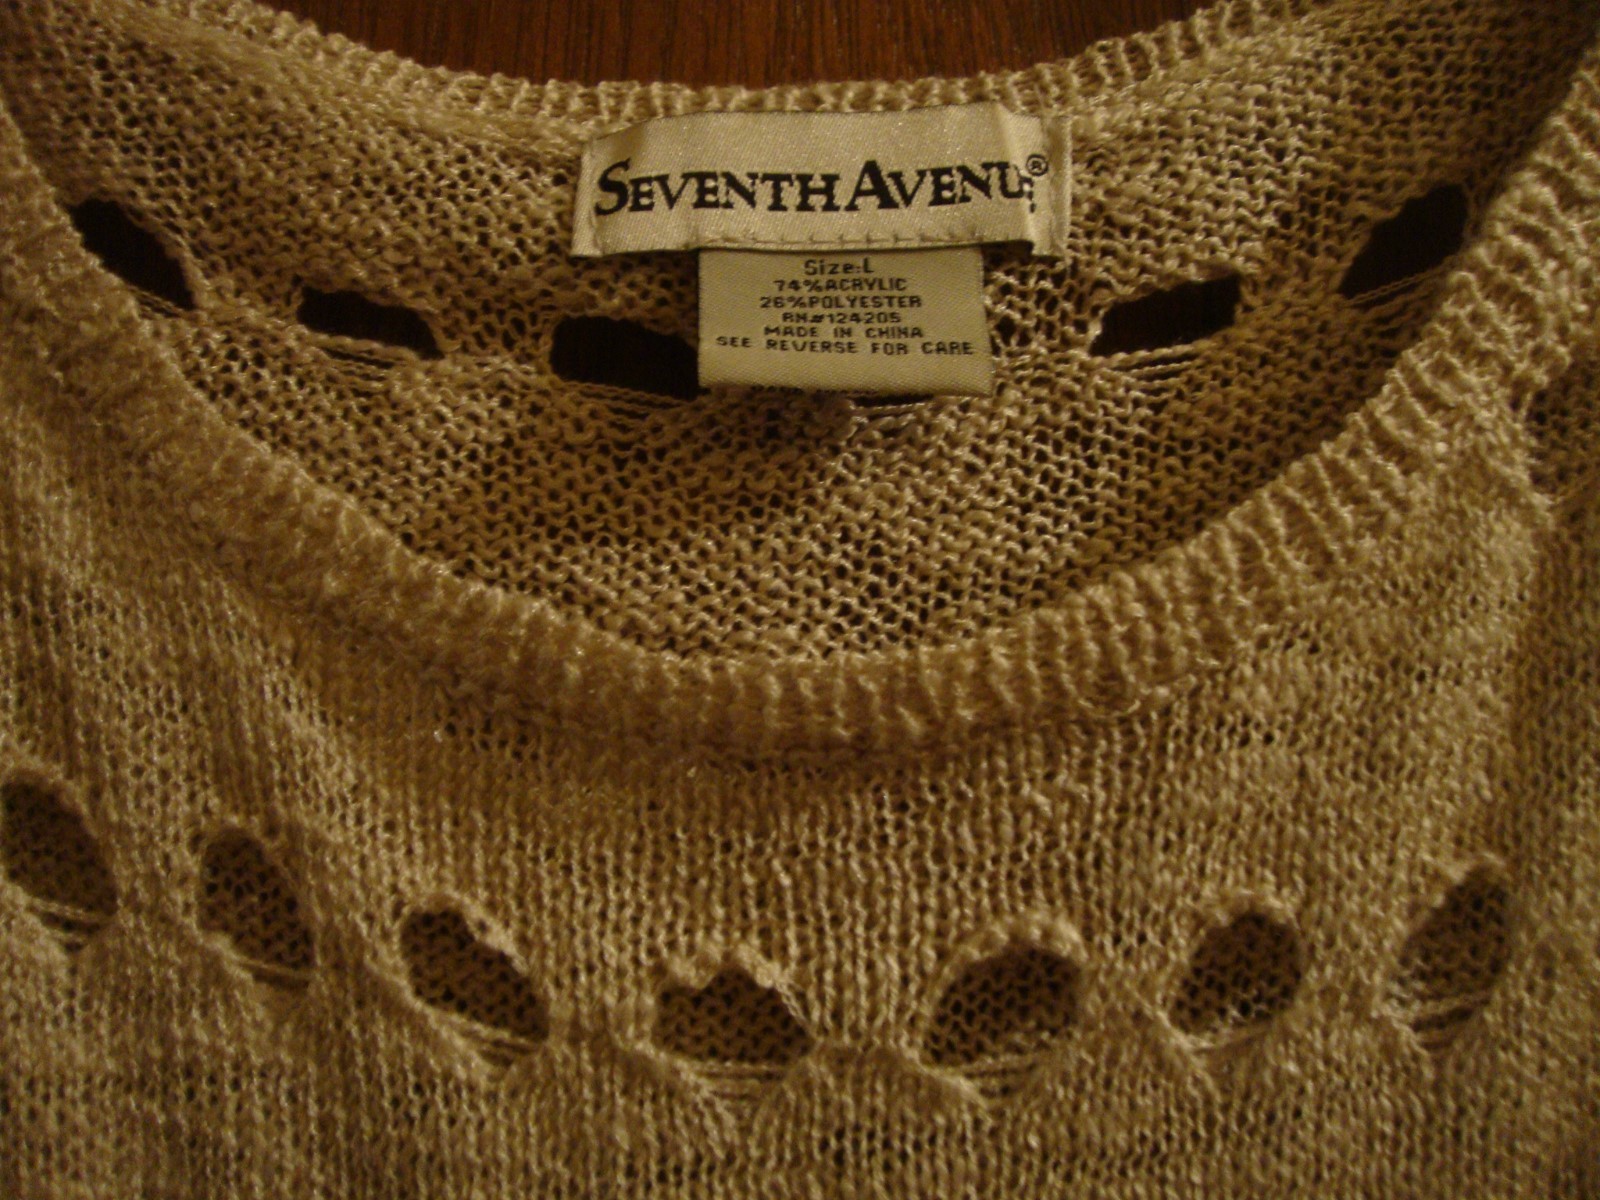 SEVENTH AVENUE®
Size:L
74%ACRYLIC
26%POLYESTER
RN#124205
MADE IN CHINA
SEE REVERSE FOR CARE